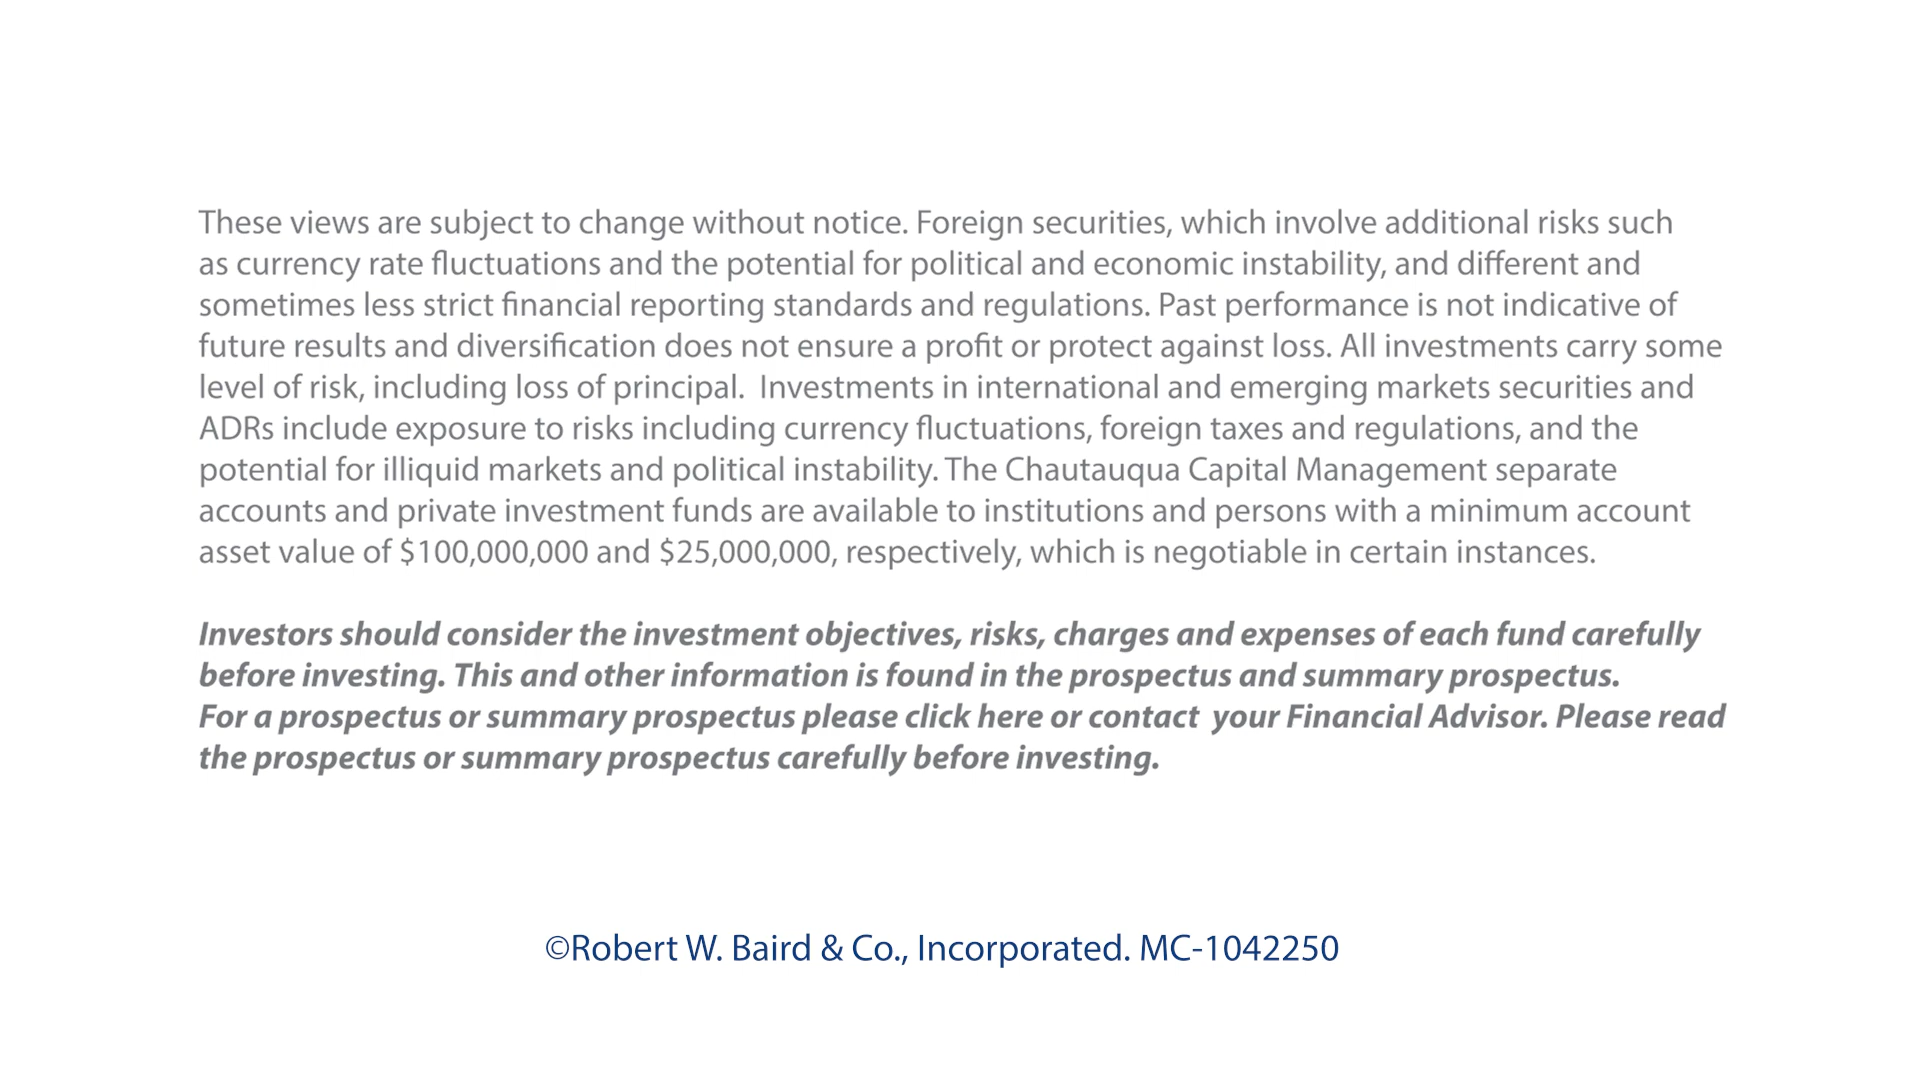 These views are subject to change without notice. Foreign securities, which involve additional risks such
as currency rate fluctuations and the potential for political and economic instability, and different and
sometimes less strict financial reporting standards and regulations. Past performance is not indicative of
future results and diversification does not ensure a profit or protect against loss. All investments carry some
level of risk, including loss of principal.  Investments in international and emerging markets securities and
ADRs include exposure to risks including currency fluctuations, foreign taxes and regulations, and the
potential for illiquid markets and political instability. The Chautauqua Capital Management separate
accounts and private investment funds are available to institutions and persons with a minimum account
asset value of $100,000,000 and $25,000,000, respectively, which is negotiable in certain instances.
Investors should consider the investment objectives, risks, charges and expenses of each fund carefully
before investing. This and other information is found in the prospectus and summary prospectus.
For a prospectus or summary prospectus please click here or contact  your Financial Advisor. Please read
the prospectus or summary prospectus carefully before investing.
©Robert W. Baird & Co., Incorporated. MC-1042250